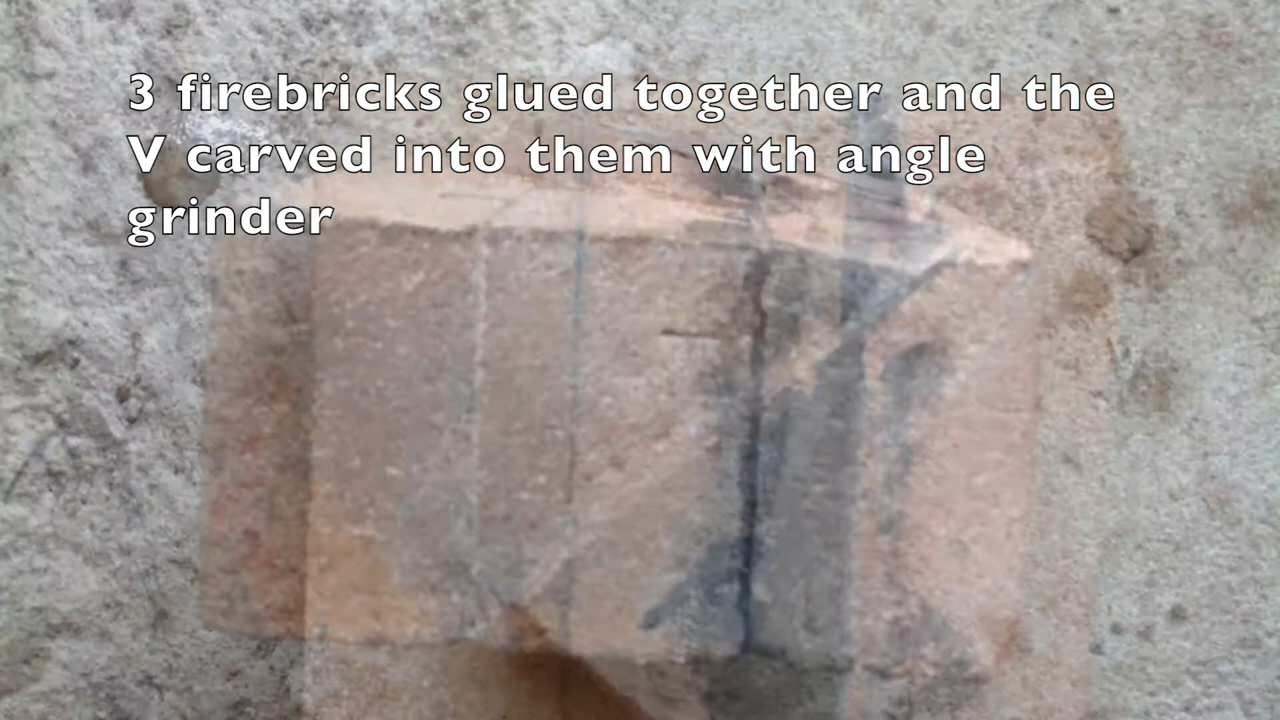 3 firebricks glued together and the
V carved into them with angle
grinder